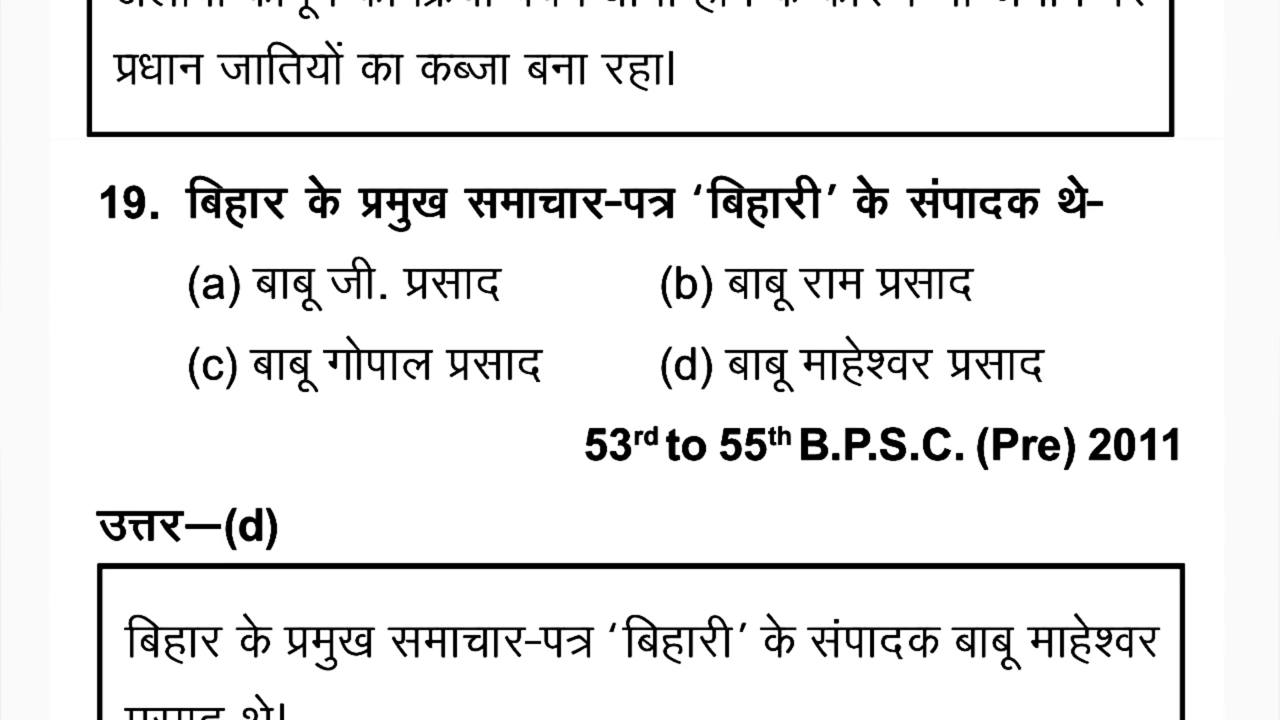 प्रधान जातियों का कब्जा बना रहा।
19. बिहार के प्रमुख समाचार-पत्र ‘बिहारी’ के संपादक थे-
(a) बाबू जी. प्रसाद (b) बाबू राम प्रसाद
(c) बाबू गोपाल प्रसाद (d) बाबू माहेश्वर प्रसाद
53rd to 55th B.P.S.C. (Pre) 2011
उत्तर—(d)
बिहार के प्रमुख समाचार-पत्र ‘बिहारी’ के संपादक बाबू माहेश्वर
प्रसाद थे।